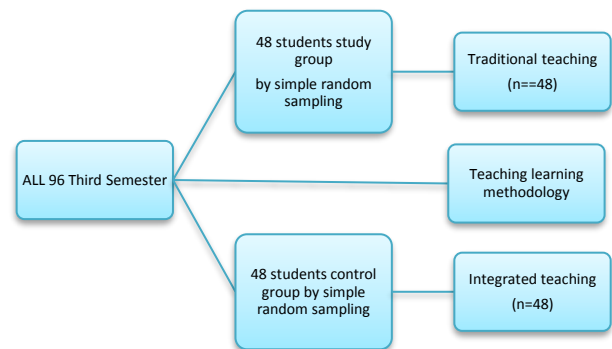 48 students study
group
by simple random
sampling
Traditional teaching
(n==48)
ALL 96 Third Semester
Teaching learning
methodology
48 students control
group by simple
random sampling
Integrated teaching
(n=48)